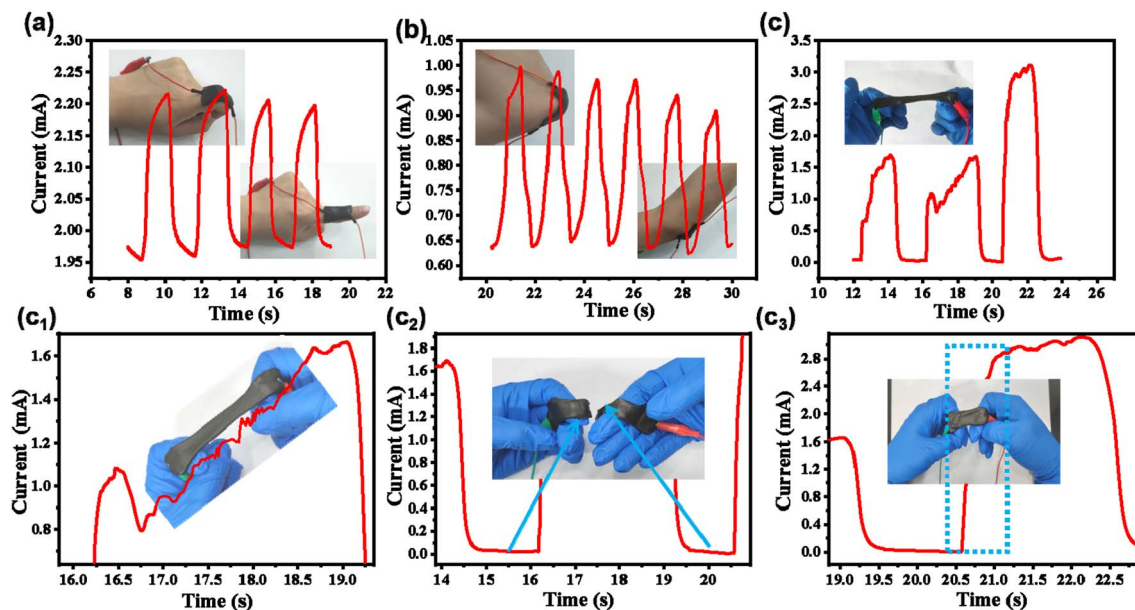 (a)
2.30
2.25
2.20
2.15
2.10
2.05
2.00
1.95
Current (mA)
6 8 10 12 14 16 18 20 22
Time (s)
(b)
1.05
1.00
0.95
0.90
0.85
0.80
0.75
0.70
0.65
0.60
Current (mA)
18 20 22 24 26 28 30 32
Time (s)
(c)
3.5
3.0
2.5
2.0
1.5
1.0
0.5
0.0
Current (mA)
10 12 14 16 18 20 22 24 26
Time (s)
(c₁)
1.6
1.4
1.2
1.0
0.8
Current (mA)
16.0 16.5 17.0 17.5 18.0 18.5 19.0
Time (s)
(c₂)
1.8
1.6
1.4
1.2
1.0
0.8
0.6
0.4
0.2
0.0
Current (mA)
14 15 16 17 18 19 20
Time (s)
(c₃)
2.8
2.4
2.0
1.6
1.2
0.8
0.4
0.0
Current (mA)
19.0 19.5 20.0 20.5 21.0 21.5 22.0 22.5
Time (s)